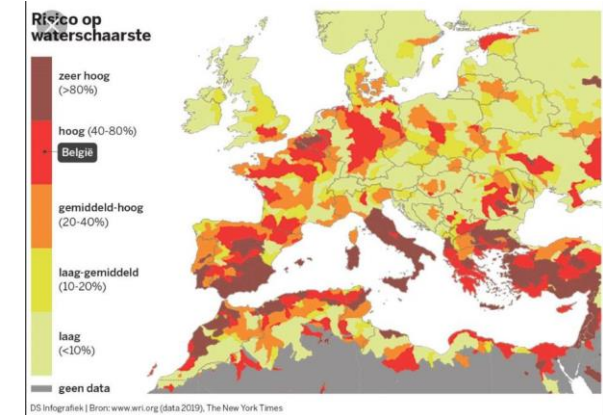 Risico op
waterschaarste
zeer hoog
(>80%)
hoog (40-80%)
België
gemiddeld-hoog
(20-40%)
laag-gemiddeld
(10-20%)
laag
(<10%)
geen data
DS Infografiek | Bron: www.wri.org (data 2019), The New York Times